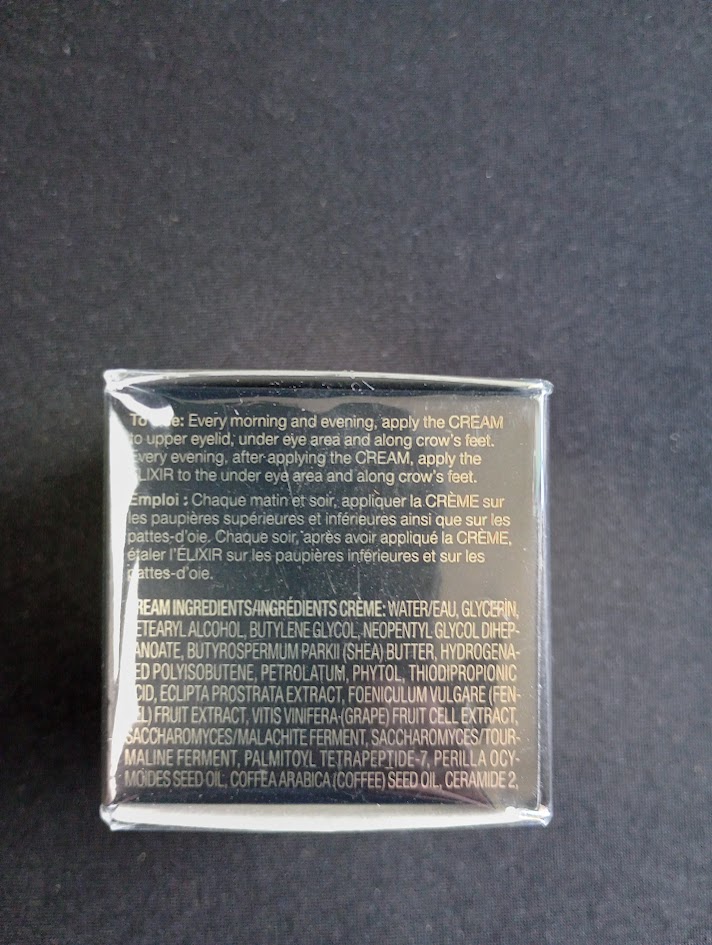 To Use: Every morning and evening, apply the CREAM
to upper eyelid, under eye area and along crow's feet.
Every evening, after applying the CREAM, apply the
ELIXIR to the under eye area and along crow's feet.
Emploi : Chaque matin et soir, appliquer la CRÈME sur
les paupières supérieures et inférieures ainsi que sur les
pattes-d'oie. Chaque soir, après avoir appliqué la CRÈME,
étaler l'ÉLIXIR sur les paupières inférieures et sur les
pattes-d'oie.
CREAM INGREDIENTS/INGRÉDIENTS CRÈME: WATER/EAU, GLYCERIN,
CETEARYL ALCOHOL, BUTYLENE GLYCOL, NEOPENTYL GLYCOL DIHEP-
TANOATE, BUTYROSPERMUM PARKII (SHEA) BUTTER, HYDROGENA-
TED POLYISOBUTENE, PETROLATUM, PHYTOL, THIODIPROPIONIC
ACID, ECLIPTA PROSTRATA EXTRACT, FOENICULUM VULGARE (FEN-
NEL) FRUIT EXTRACT, VITIS VINIFERA (GRAPE) FRUIT CELL EXTRACT,
SACCHAROMYCES/MALACHITE FERMENT, SACCHAROMYCES/TOUR-
MALINE FERMENT, PALMITOYL TETRAPEPTIDE-7, PERILLA OCY-
MOIDES SEED OIL, COFFEA ARABICA (COFFEE) SEED OIL, CERAMIDE 2,